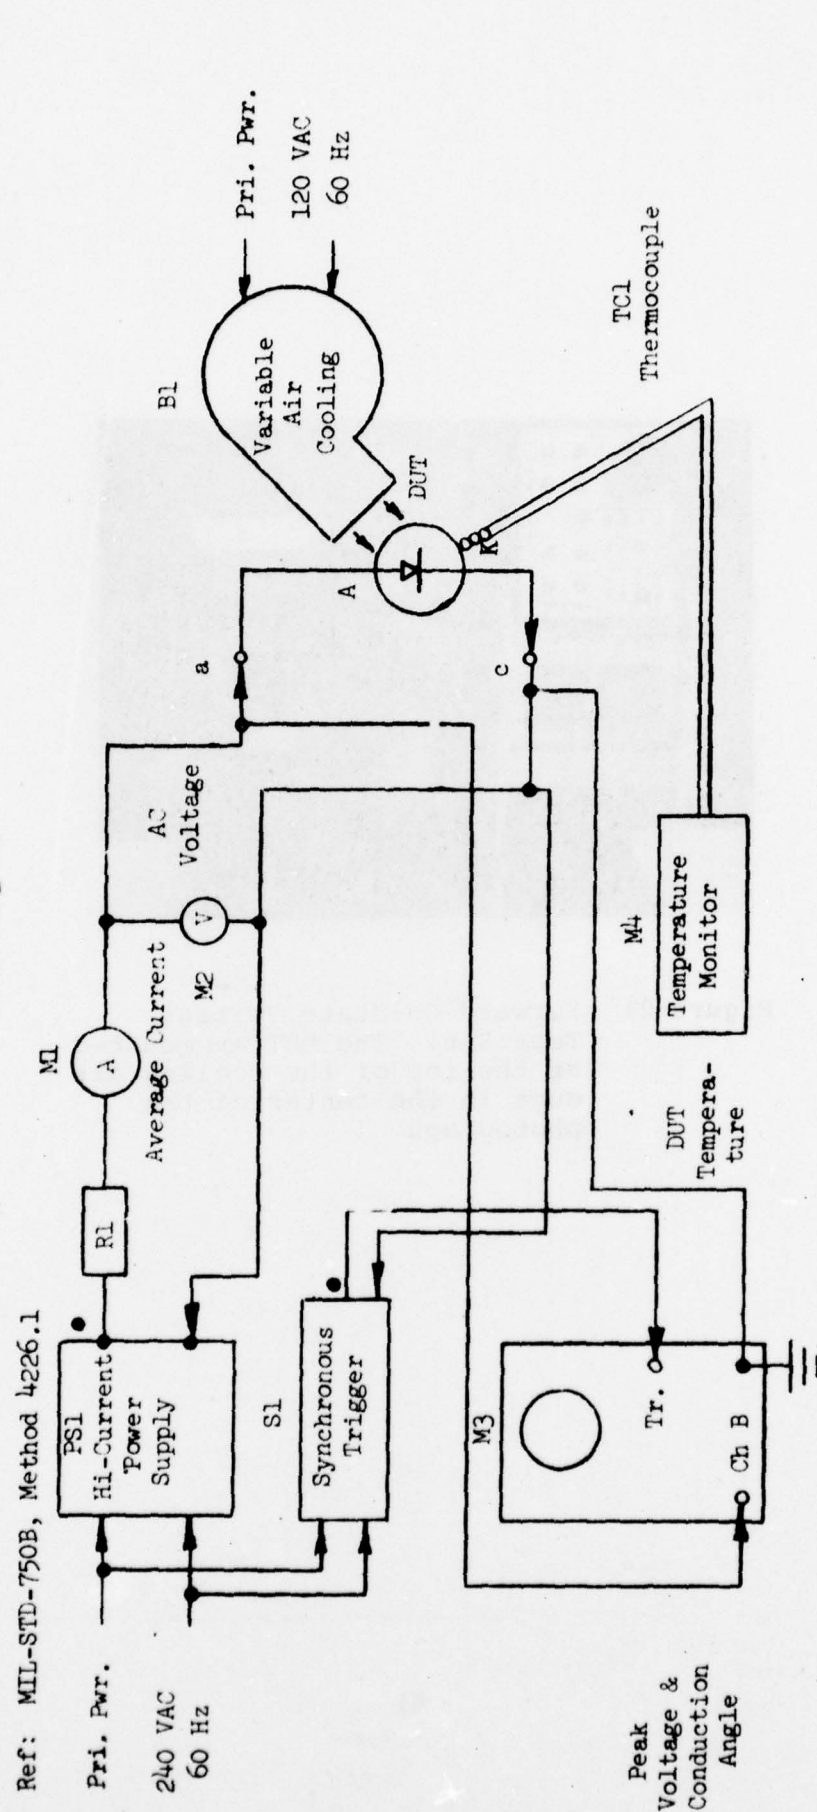 Ref: MIL-STD-750B, Method 4226.1
Pri. Pwr.
240 VAC
60 Hz
PS1
Hi-Current
Power
Supply
R1
M1
A
Average Current
M2
V
AC
Voltage
a
A
B1
Variable
Air
Cooling
Pri. Pwr.
120 VAC
60 Hz
DUT
K
c
TC1
Thermocouple
S1
Synchronous
Trigger
M3
Tr.
Ch B
Peak
Voltage &
Conduction
Angle
DUT
Tempera-
ture
M4
Temperature
Monitor